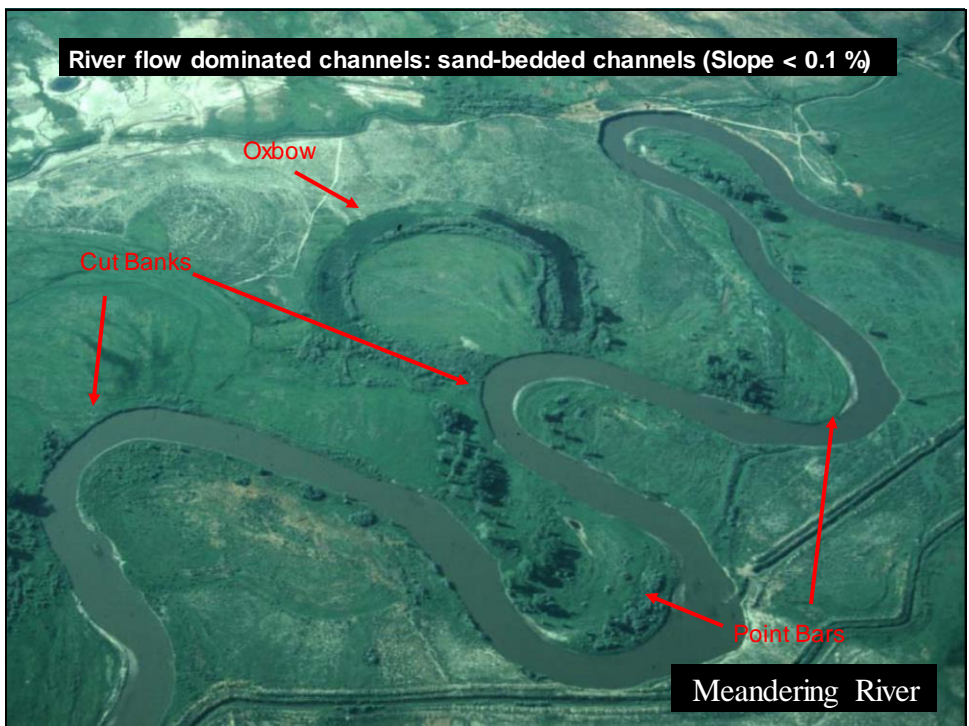 River flow dominated channels: sand-bedded channels (Slope < 0.1 %)
Oxbow
Cut Banks
Point Bars
Meandering River